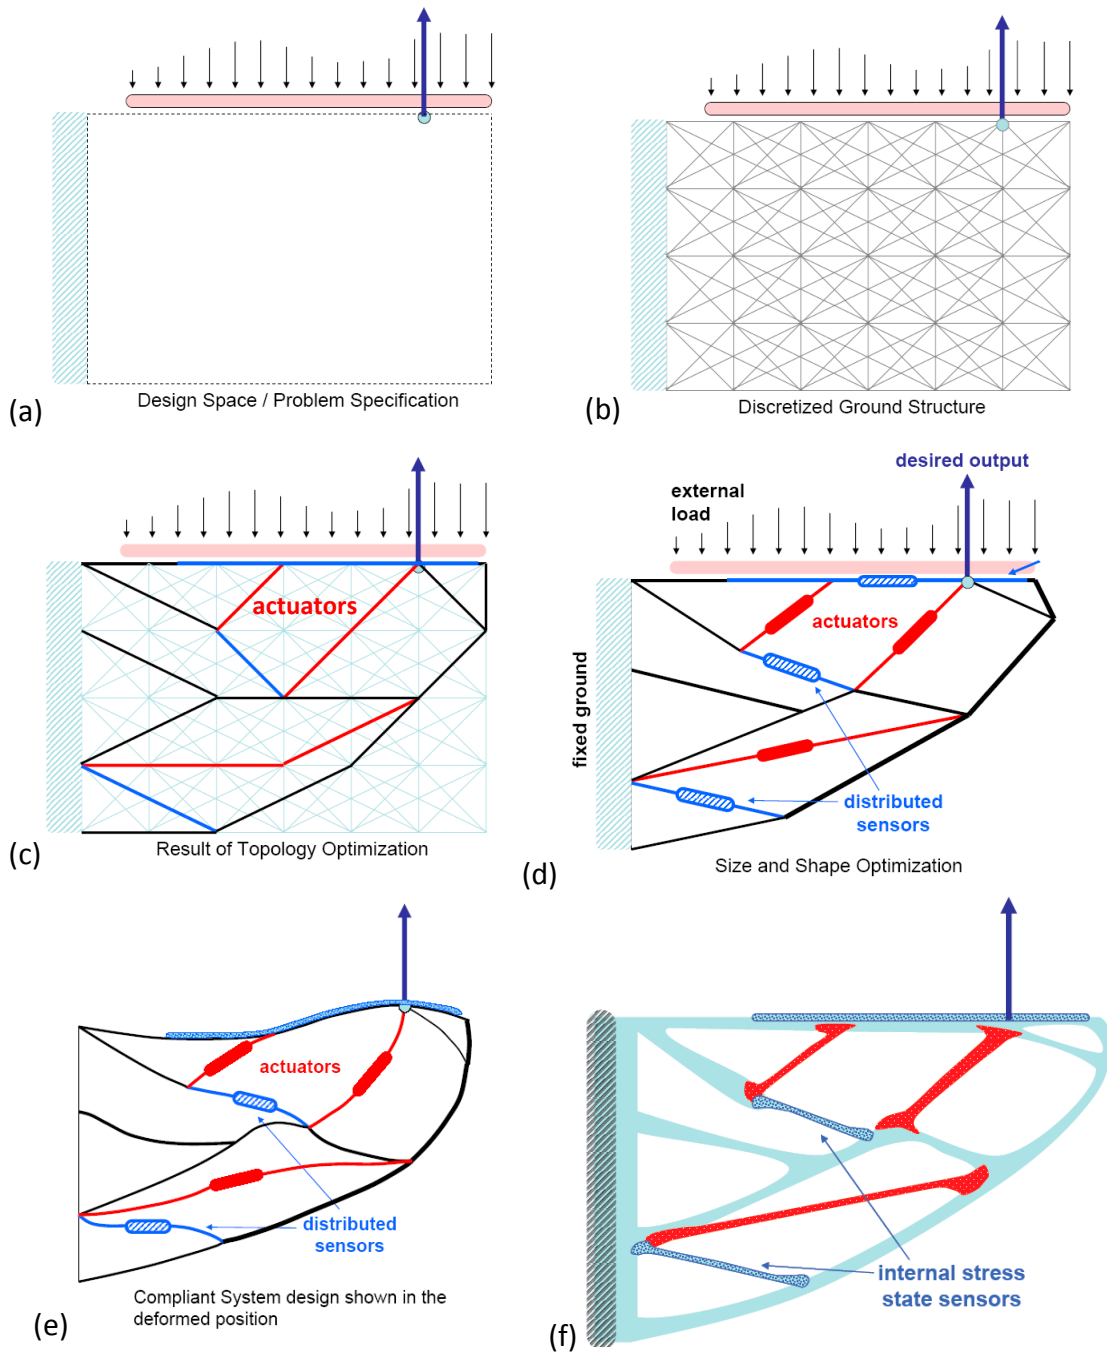 (a)
Design Space / Problem Specification
(b)
Discretized Ground Structure
actuators
(c)
Result of Topology Optimization
desired output
external
load
actuators
fixed ground
distributed
sensors
(d)
Size and Shape Optimization
actuators
distributed
sensors
(e)
Compliant System design shown in the
deformed position
internal stress
state sensors
(f)